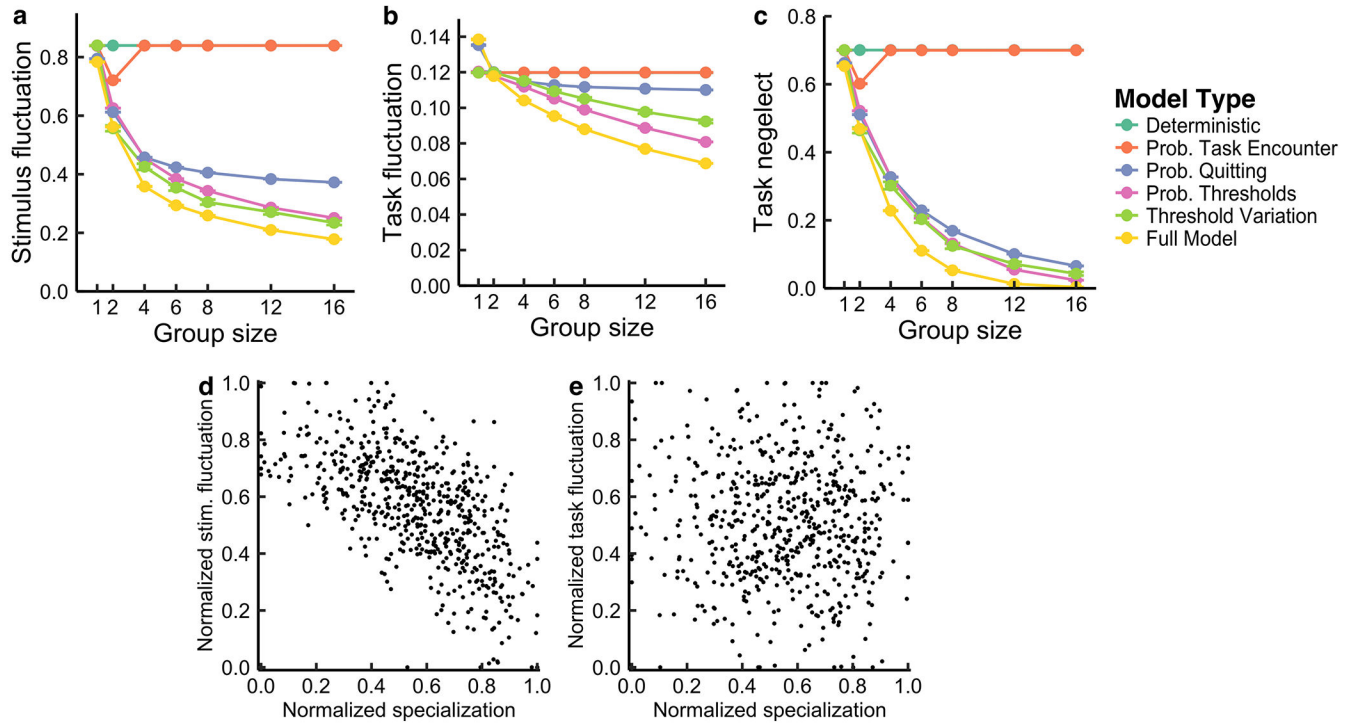 a
Stimulus fluctuation
0.8
0.6
0.4
0.2
0.0
1 2 4 6 8 12 16
Group size
b
Task fluctuation
0.14
0.12
0.10
0.08
0.06
0.04
0.02
0.00
1 2 4 6 8 12 16
Group size
c
Task negelect
0.8
0.6
0.4
0.2
0.0
1 2 4 6 8 12 16
Group size
Model Type
Deterministic
Prob. Task Encounter
Prob. Quitting
Prob. Thresholds
Threshold Variation
Full Model
d
Normalized stim. fluctuation
1.0
0.8
0.6
0.4
0.2
0.0
0.0 0.2 0.4 0.6 0.8 1.0
Normalized specialization
e
Normalized task fluctuation
1.0
0.8
0.6
0.4
0.2
0.0
0.0 0.2 0.4 0.6 0.8 1.0
Normalized specialization